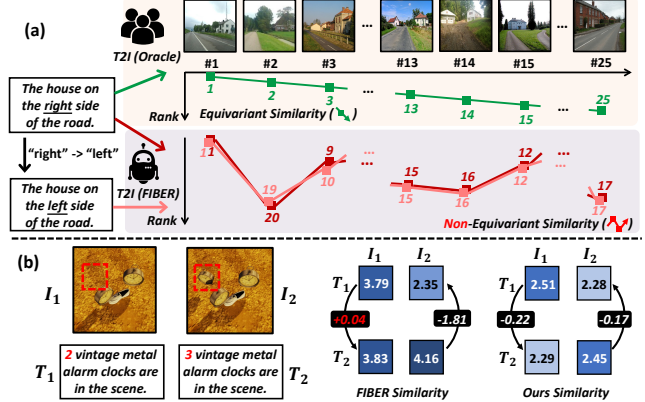 (a)
T2I (Oracle)
#1 #2 #3 ... #13 #14 #15 ... #25
The house on
the right side
of the road.
Rank
Equivariant Similarity ( )
1 2 3 ... 13 14 15 ... 25
"right" -> "left"
T2I (FIBER)
The house on
the left side
of the road.
Rank
1 20 9 ... 15 16 12 ... 17
1 19 10 ... 15 16 12 ... 17
Non-Equivariant Similarity ( )
(b)
I1 I2
T1
2 vintage metal
alarm clocks are
in the scene.
3 vintage metal
alarm clocks are
in the scene.
T2
I1 I2
T1 3.79 2.35
+0.04 -1.81
T2 3.83 4.16
FIBER Similarity
I1 I2
T1 2.51 2.28
-0.22 -0.17
T2 2.29 2.45
Ours Similarity